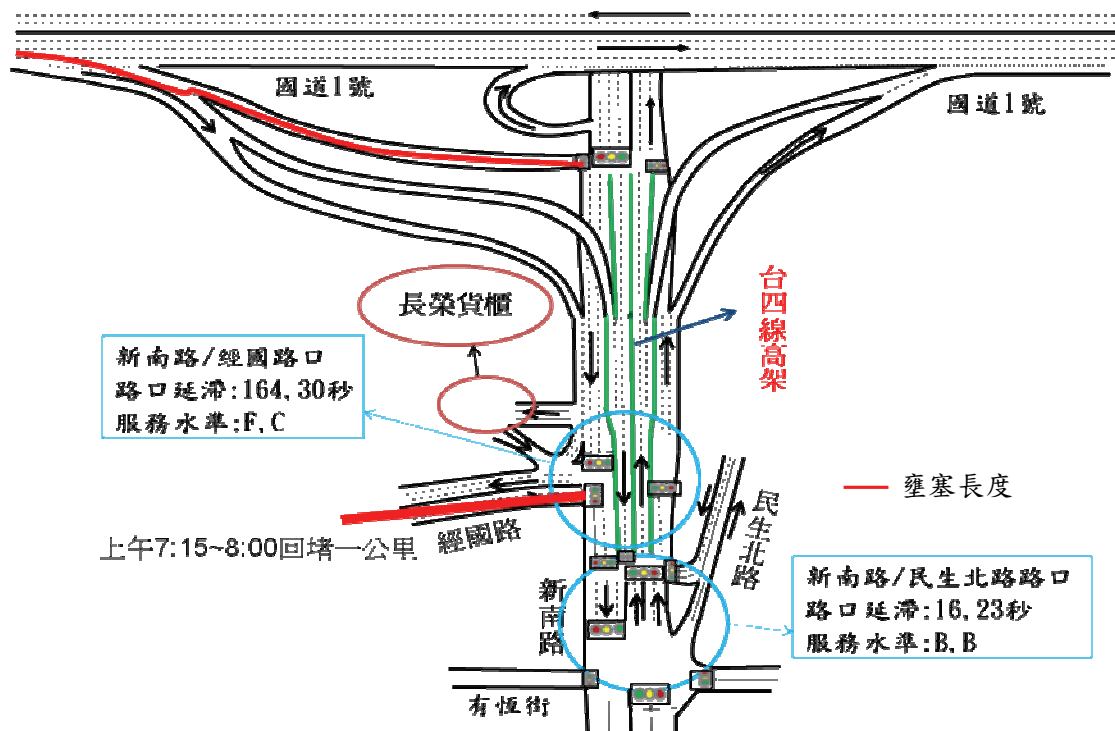 國道1號
國道1號
長榮貨櫃
台四線高架
新南路/經國路口
路口延滯:164,30秒
服務水準:F,C
壅塞長度
經國路
上午7:15~8:00回堵一公里
民生北路
新南路
新南路/民生北路路口
路口延滯:16,23秒
服務水準:B,B
有恆街